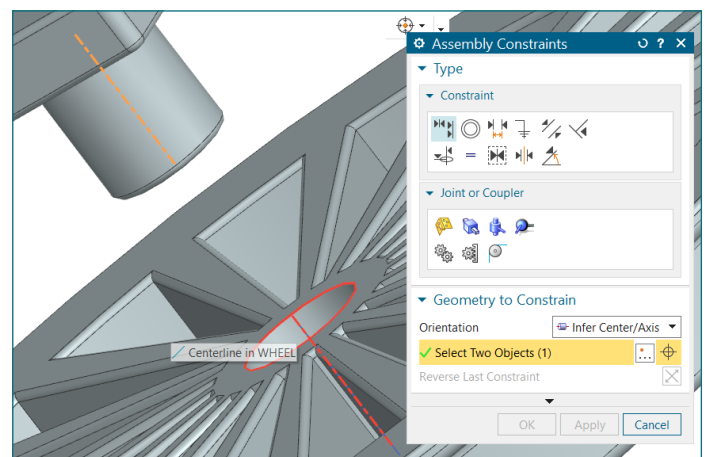 Assembly Constraints
Type
Constraint
Joint or Coupler
Geometry to Constrain
Orientation
Infer Center/Axis
Select Two Objects (1)
Reverse Last Constraint
OK
Apply
Cancel
Centerline in WHEEL